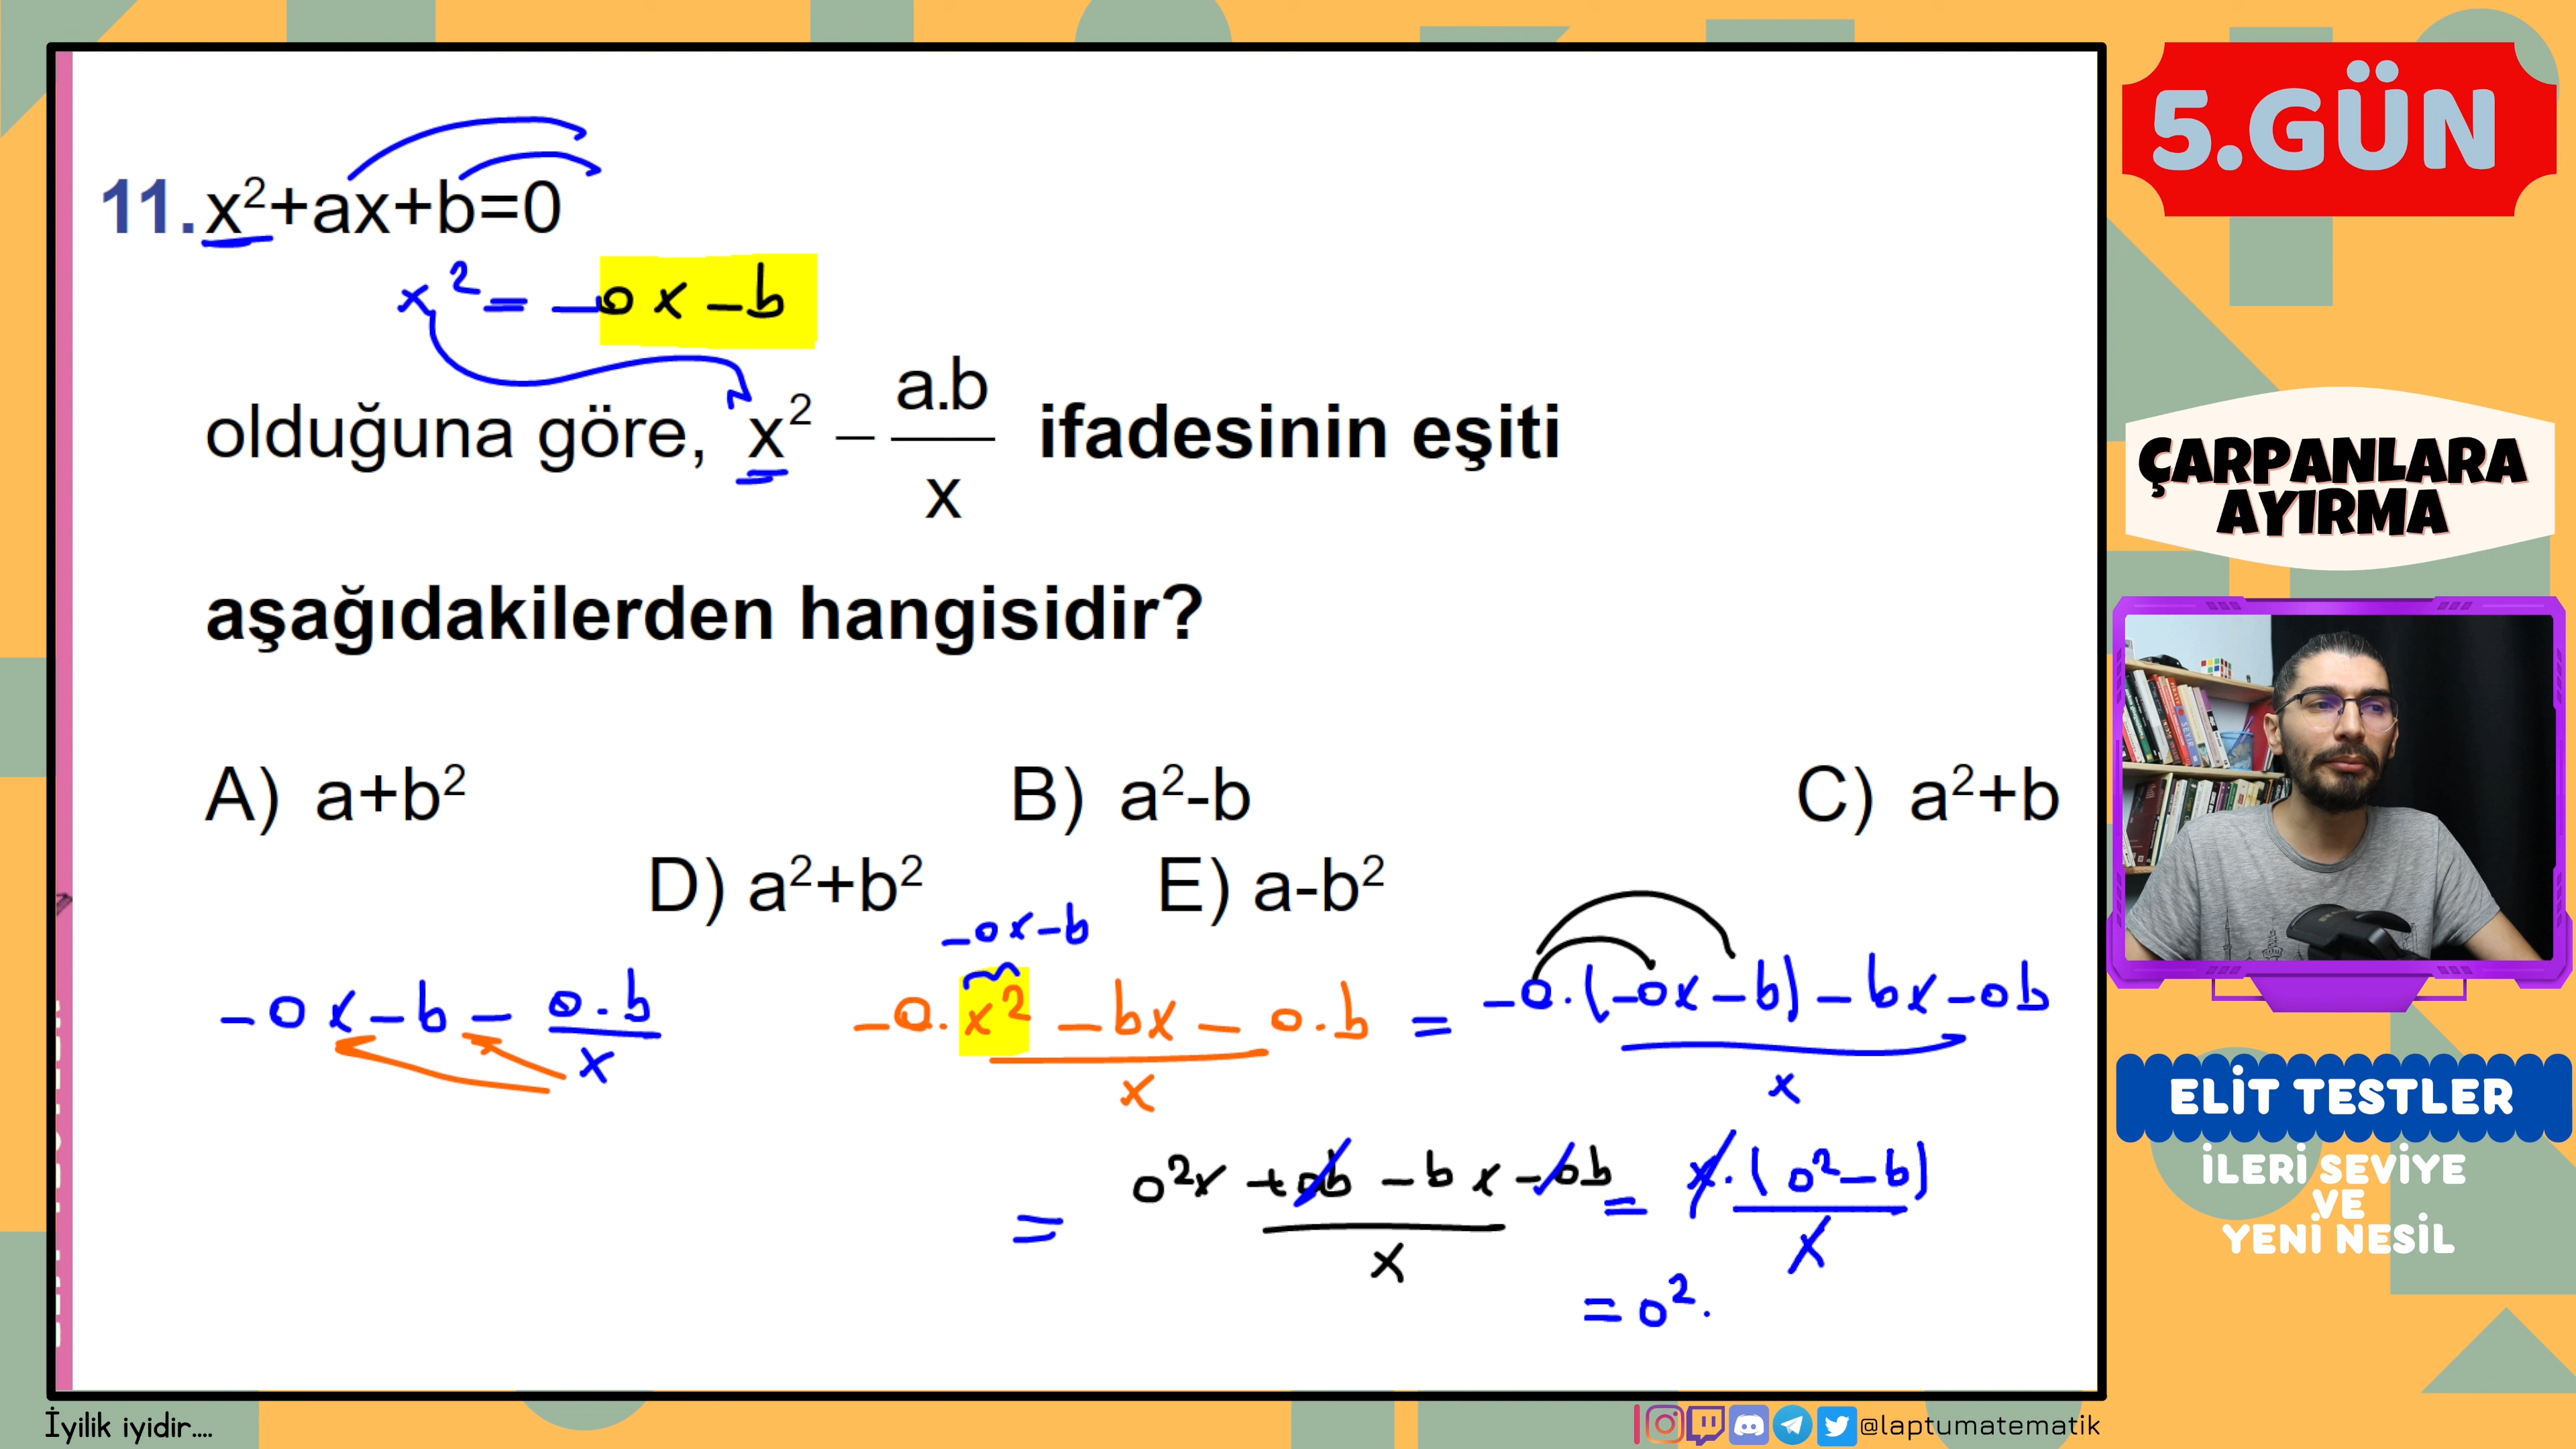 5.GÜN
11. x²+ax+b=0
x² = -ax-b
olduğuna göre, x² - a.b/x ifadesinin eşiti
aşağıdakilerden hangisidir?
A) a+b²
B) a²-b
C) a²+b
D) a²+b²
E) a-b²
-ax-b
-ax-b - a.b/x
-a.x² - bx - a.b / x = -a.(-ax-b) - bx - ab / x
= a²x + ab - bx - ab / x = x.(a²-b) / x
= a².
ÇARPANLARA
AYIRMA
ELİT TESTLER
İLERİ SEVİYE
VE
YENİ NESİL
İyilik iyidir....
@laptumatematik